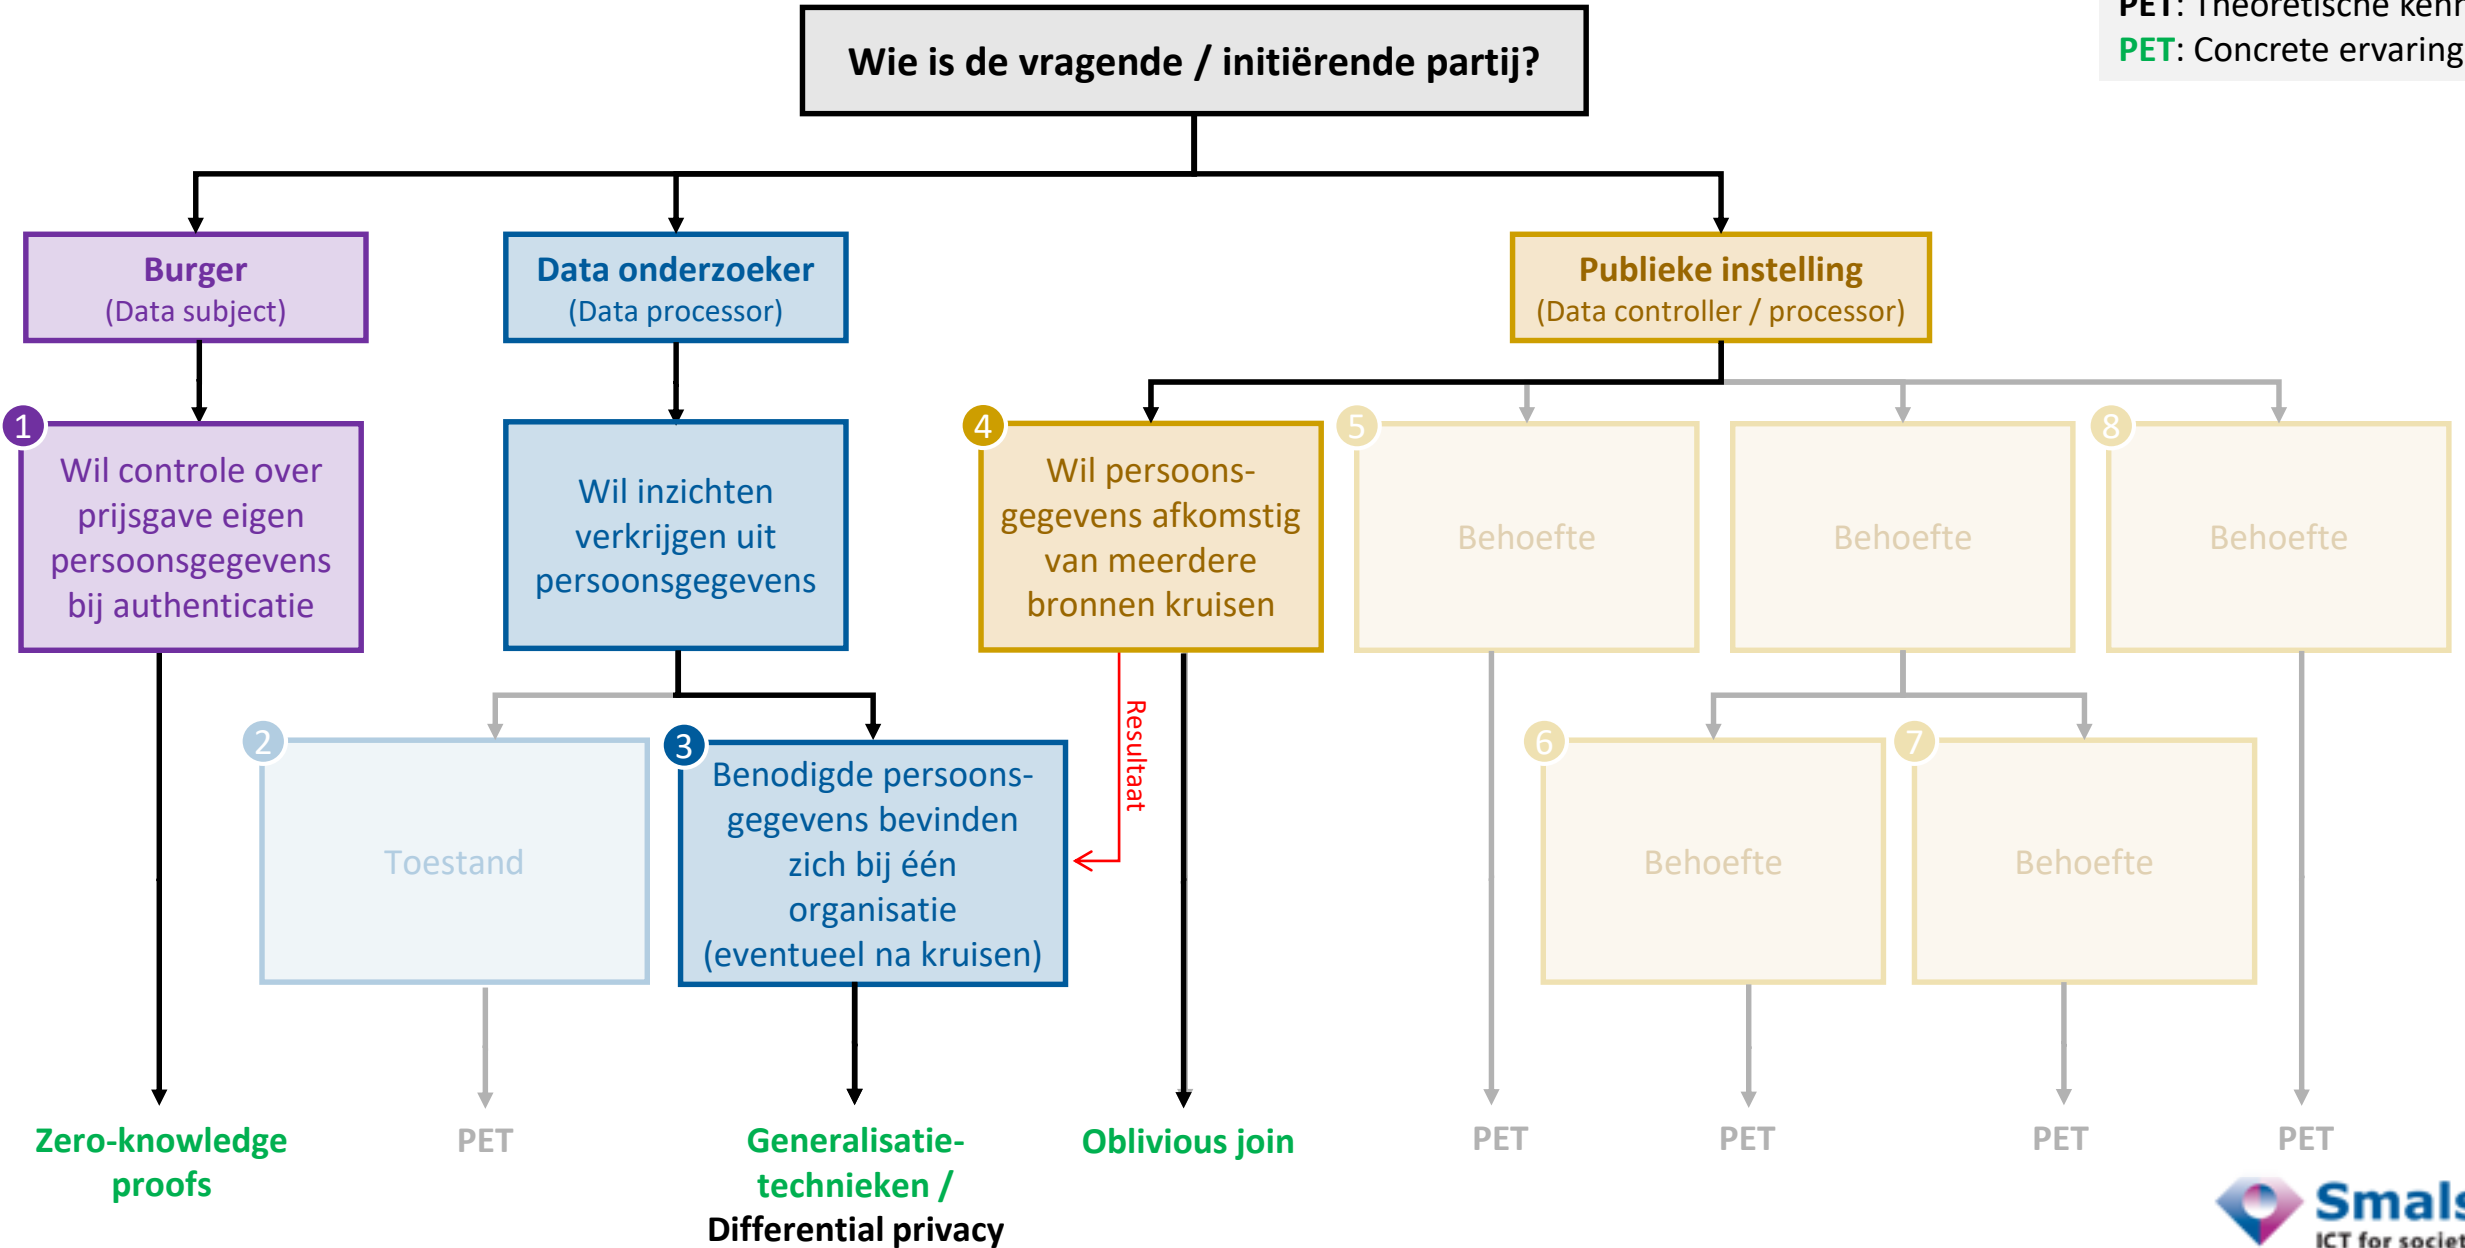 PET: Theoretische
PET: Concrete ervaring
Wie is de vragende / initiërende partij?
Burger
(Data subject)
Data onderzoeker
(Data processor)
Publieke instelling
(Data controller / processor)
1
Wil controle over
prijsgave eigen
persoonsgegevens
bij authenticatie
Wil inzichten
verkrijgen uit
persoonsgegevens
4
Wil persoons-
gegevens afkomstig
van meerdere
bronnen kruisen
5
Behoefte
Behoefte
8
Behoefte
Resultaat
2
Toestand
3
Benodigde persoons-
gegevens bevinden
zich bij één
organisatie
(eventueel na kruisen)
6
Behoefte
7
Behoefte
Zero-knowledge
proofs
PET
Generalisatie-
technieken /
Differential privacy
Oblivious join
PET
PET
PET
PET
Smals
ICT for